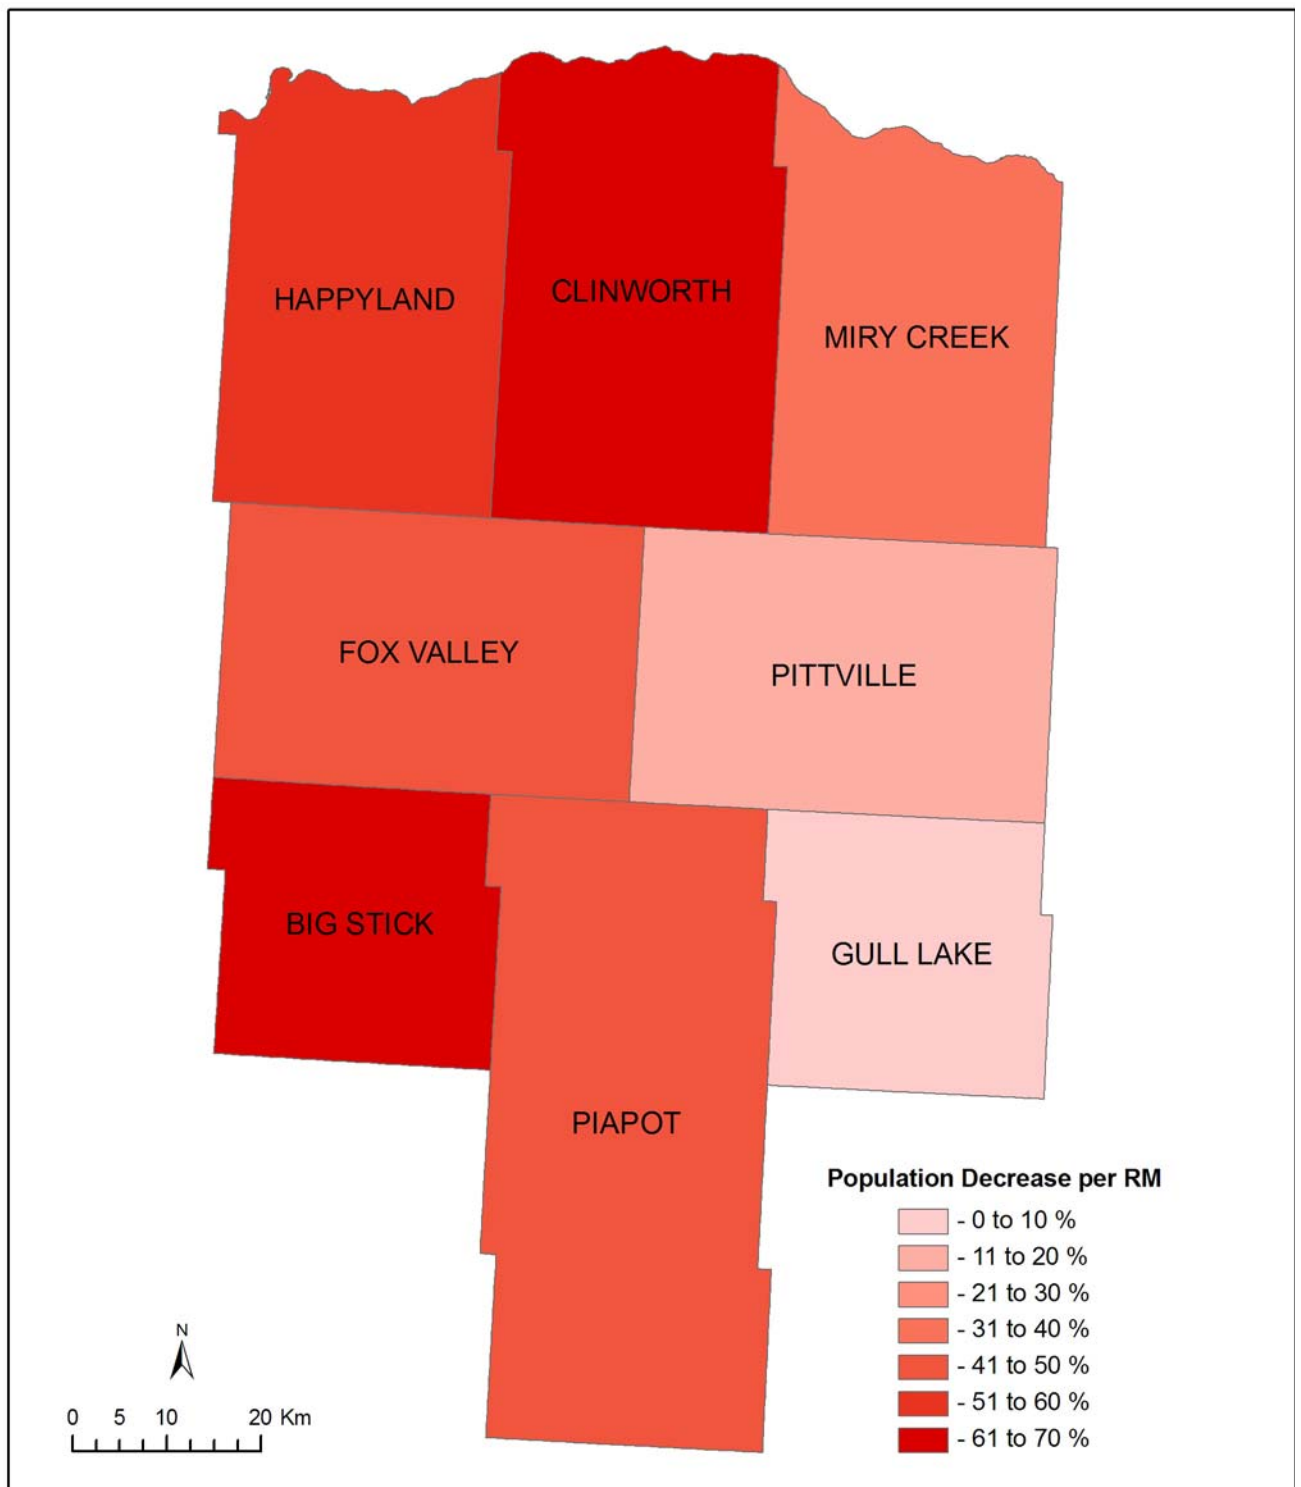 HAPPYLAND
CLINWORTH
MIRY CREEK
FOX VALLEY
PITTVILLE
BIG STICK
GULL LAKE
PIAPOT
Population Decrease per RM
- 0 to 10 %
- 11 to 20 %
- 21 to 30 %
- 31 to 40 %
- 41 to 50 %
- 51 to 60 %
- 61 to 70 %
N
0 5 10 20 Km